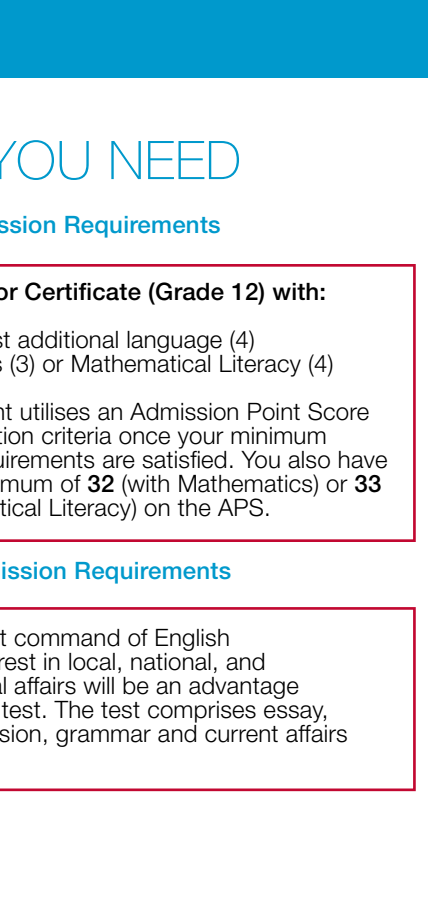 YOU NEED
ssion Requirements
or Certificate (Grade 12) with:
st additional language (4)
s (3) or Mathematical Literacy (4)
nt utilises an Admission Point Score
tion criteria once your minimum
uirements are satisfied. You also have
mum of 32 (with Mathematics) or 33
tical Literacy) on the APS.
ission Requirements
t command of English
rest in local, national, and
al affairs will be an advantage
test. The test comprises essay,
sion, grammar and current affairs